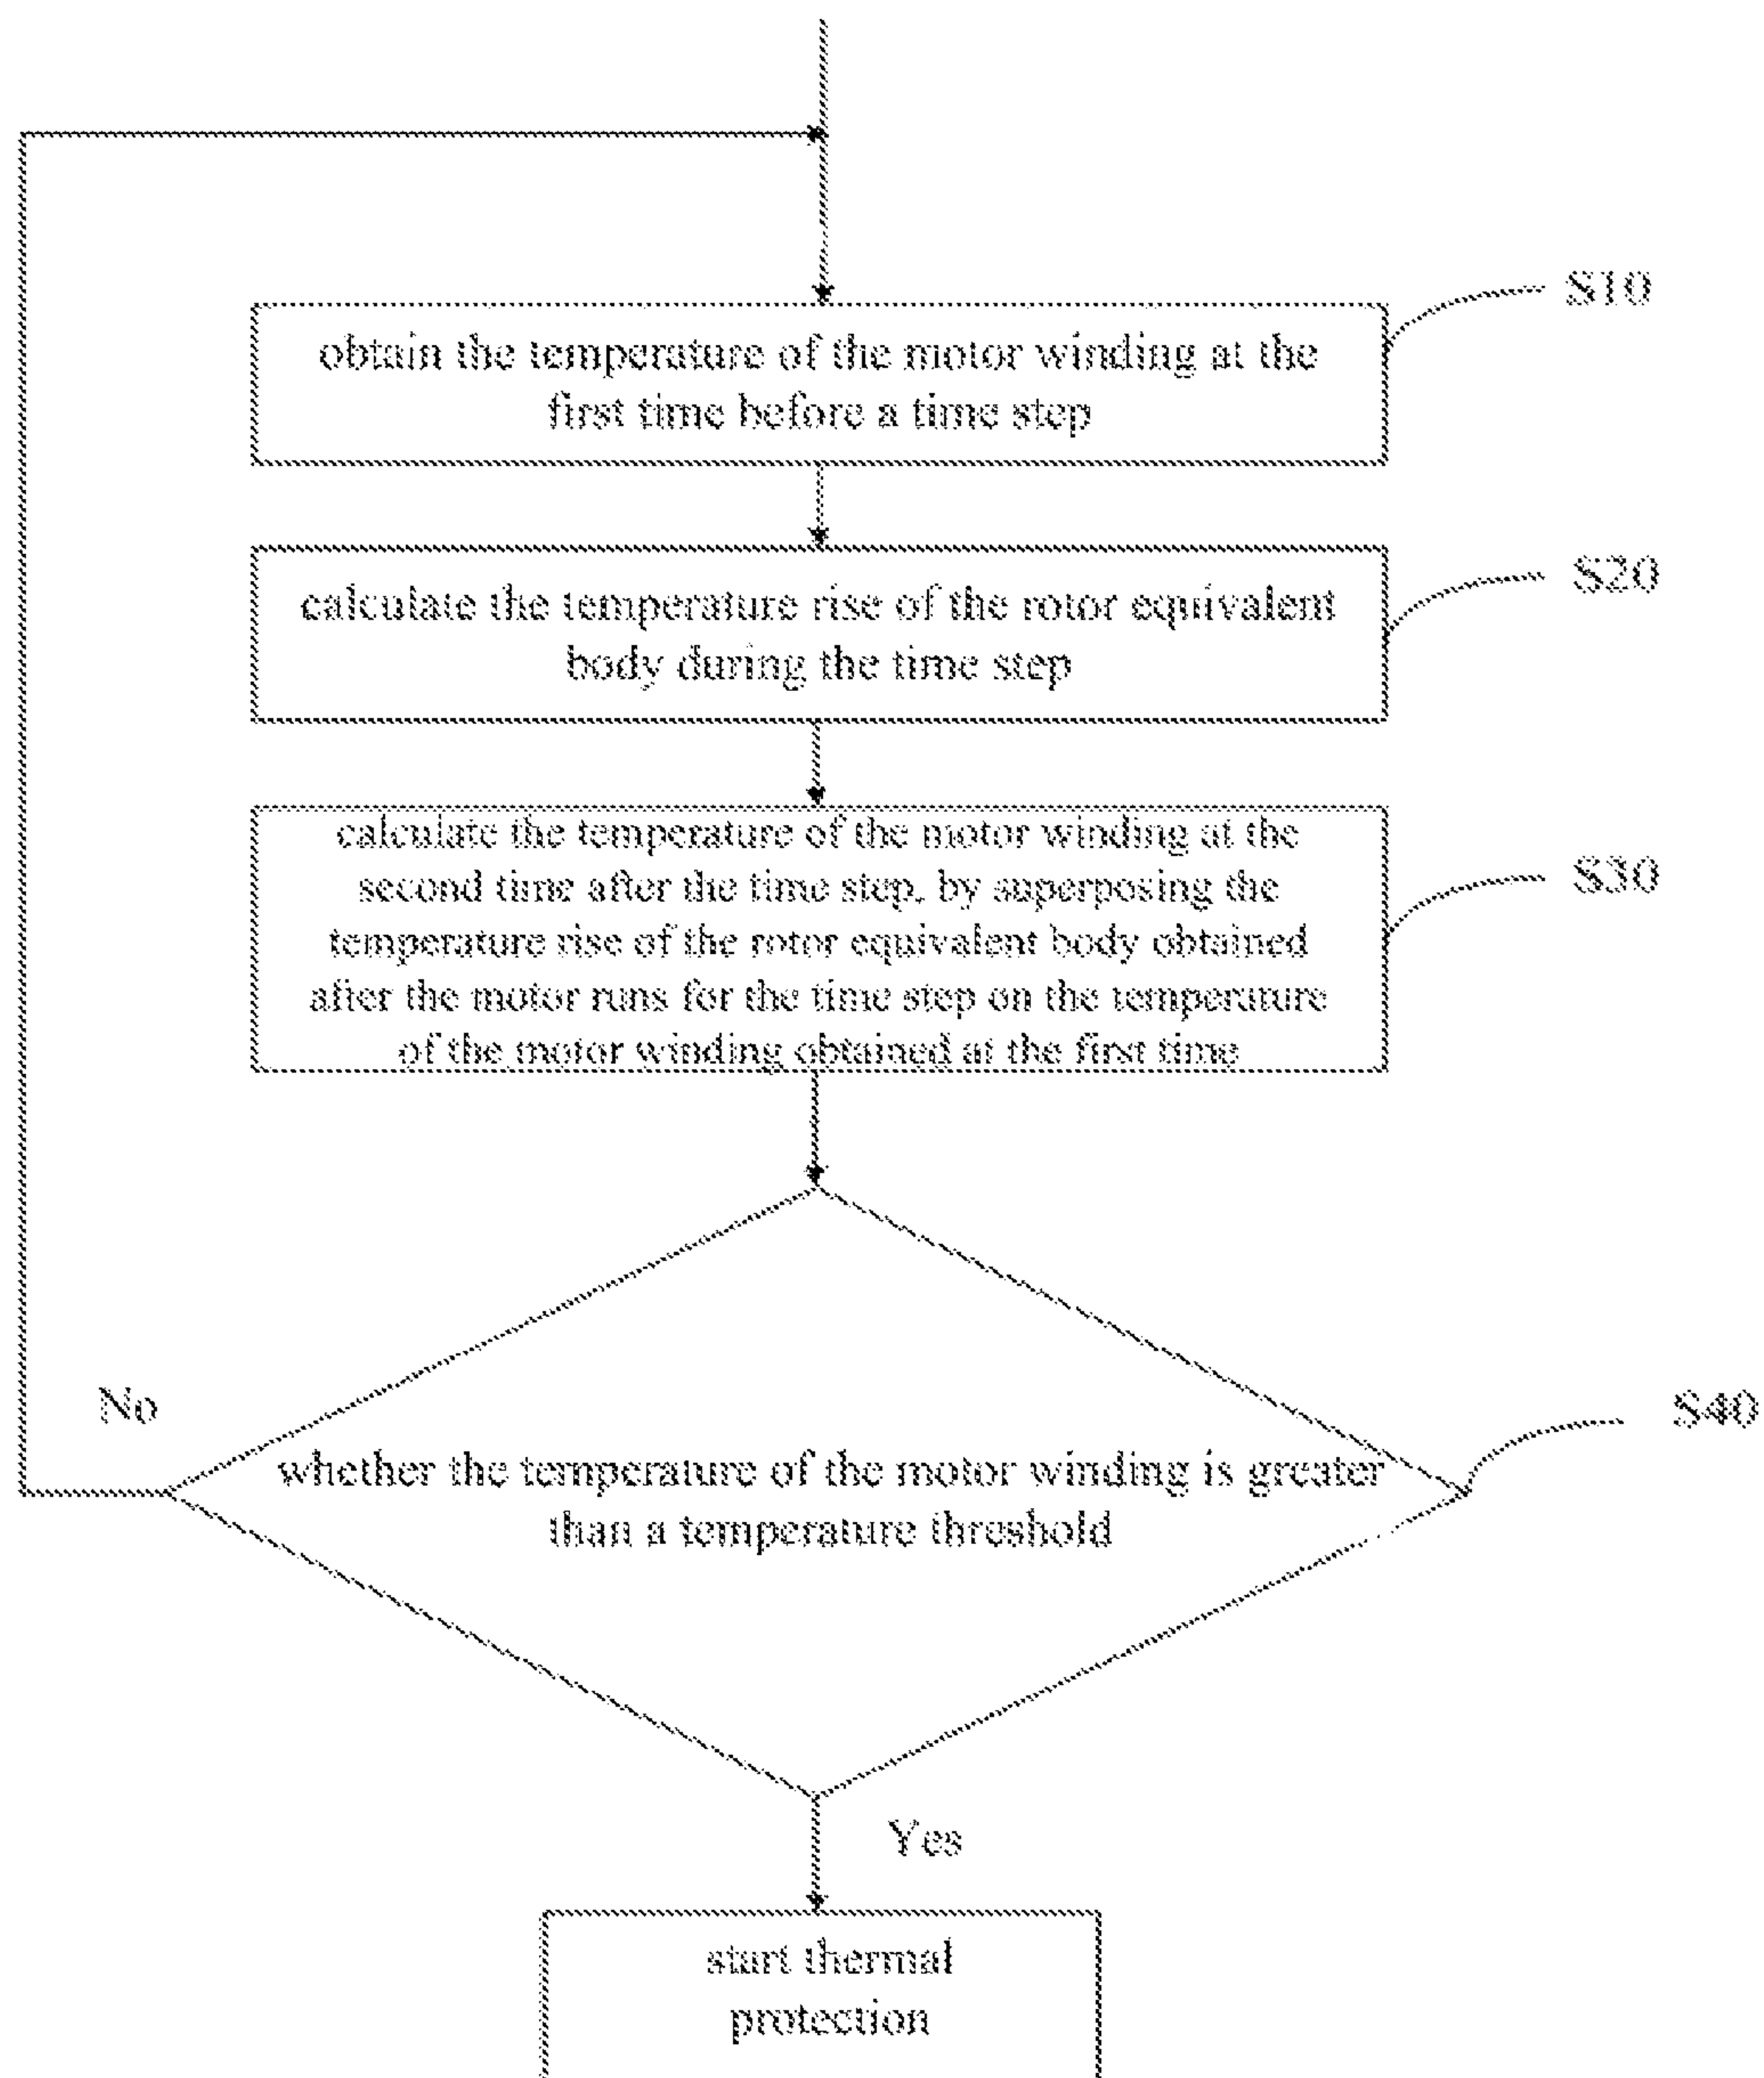 S10
obtain the temperature of the motor winding at the
first time before a time step
S20
calculate the temperature rise of the rotor equivalent
body during the time step
calculate the temperature of the motor winding at the
second time after the time step, by superposing the
S30
temperature rise of the rotor equivalent body obtained
after the motor runs for the time step on the temperature
of the motor winding obtained at the first time
No
S40
whether the temperature of the motor winding is greater
than a temperature threshold
Yes
start thermal
protection